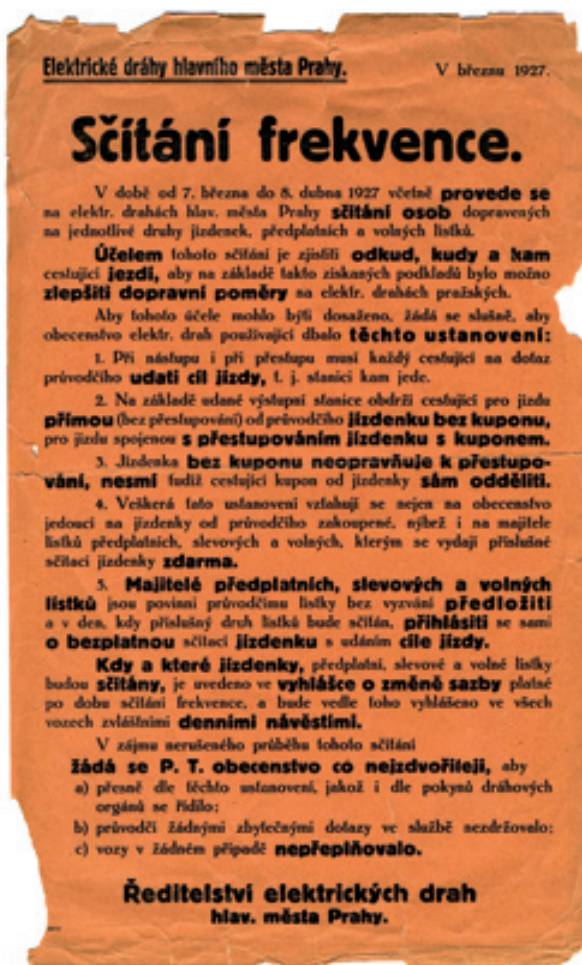 Elektrické dráhy hlavního města Prahy. V březnu 1927.
Sčítání frekvence.
V době od 7. března do 8. dubna 1927 včetně provede se
na elektr. drahách hlav. města Prahy sčítání osob dopravených
na jednotlivé druhy jízdenek, předplatních a volných lístků.
Účelem tohoto sčítání je zjistiti odkud, kudy a kam
cestující jezdí, aby na základě takto získaných podkladů bylo možno
zlepšiti dopravní poměry na elektr. drahách pražských.
Aby tohoto účele mohlo býti dosaženo, žádá se slušně, aby
obecenstvo elektr. drah používající dbalo těchto ustanovení:
1. Při nástupu i při přestupu musí každý cestující na dotaz
průvodčího udati cíl jízdy, t. j. stanici kam jede.
2. Na základě udané výstupní stanice obdrží cestující pro jízdu
přímou (bez přestupování) od průvodčího jízdenku bez kuponu,
pro jízdu spojenou s přestupováním jízdenku s kuponem.
3. Jízdenka bez kuponu neopravňuje k přestupo-
vání, nesmí tudíž cestující kupon od jízdenky sám odděliti.
4. Veškerá tato ustanovení vztahují se nejen na obecenstvo
jedoucí na jízdenky od průvodčího zakoupené, nýbrž i na majitele
lístků předplatních, slevových a volných, kterým se vydají příslušné
sčítací jízdenky zdarma.
5. Majitelé předplatních, slevových a volných
lístků jsou povinni průvodčímu lístky bez vyzvání předložiti
a v den, kdy příslušný druh lístků bude sčítán, přihlásiti se sami
o bezplatnou sčítací jízdenku s udáním cíle jízdy.
Kdy a které jízdenky, předplatní, slevové a volné lístky
budou sčítány, je uvedeno ve vyhlášce o změně sazby platné
po dobu sčítání frekvence, a bude vedle toho vyhlášeno ve všech
vozech zvláštními denními návěstími.
V zájmu nerušeného průběhu tohoto sčítání
žádá se P. T. obecenstvo co nejzdvořileji, aby
a) přesně dle těchto ustanovení, jakož i dle pokynů dráhových
orgánů se řídilo;
b) průvodčí žádnými zbytečnými dotazy ve službě nezdržovalo;
c) vozy v žádném případě nepřeplňovalo.
Ředitelství elektrických drah
hlav. města Prahy.